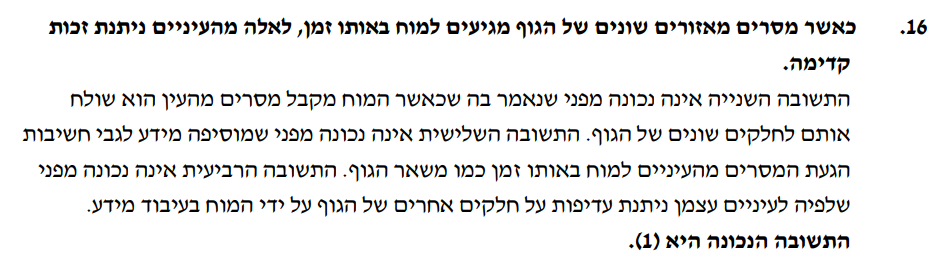 16. כאשר מסרים מאזורים שונים של הגוף מגיעים למוח באותו זמן, לאלה מהעיניים ניתנת זכות
קדימה.
התשובה השנייה אינה נכונה מפני שנאמר בה שכאשר המוח מקבל מסרים מהעין הוא שולח
אותם לחלקים שונים של הגוף. התשובה השלישית אינה נכונה מפני שמוסיפה מידע לגבי חשיבות
הגעת המסרים מהעיניים למוח באותו זמן כמו משאר הגוף. התשובה הרביעית אינה נכונה מפני
שלפיה לעיניים עצמן ניתנת עדיפות על חלקים אחרים של הגוף על ידי המוח בעיבוד מידע.
התשובה הנכונה היא (1).